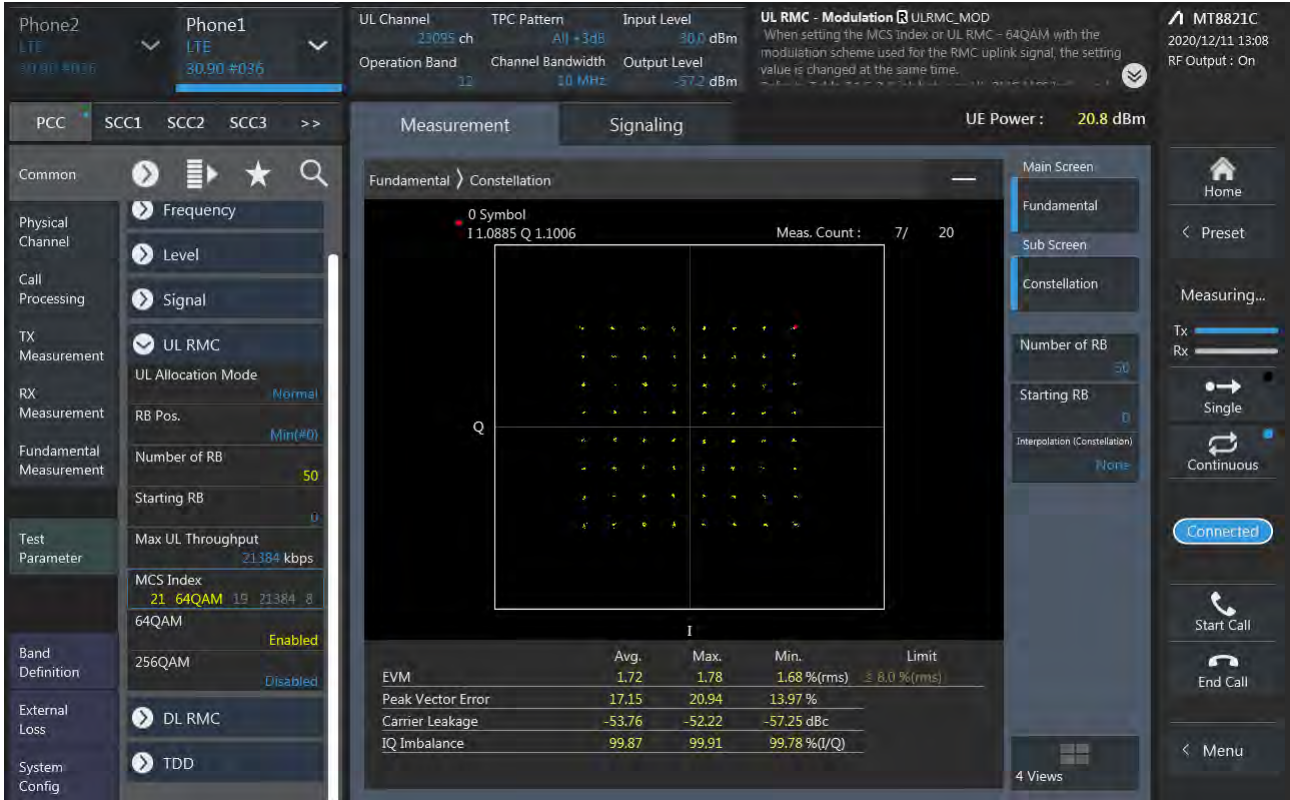 Phone2
LTE
30.90 #036
Phone1
LTE
30.90 #036
UL Channel
23095 ch
TPC Pattern
All +3dB
Input Level
30.0 dBm
Operation Band
12
Channel Bandwidth
10 MHz
Output Level
-57.2 dBm
UL RMC - Modulation R ULRMC_MOD
When setting the MCS Index or UL RMC - 64QAM with the
modulation scheme used for the RMC uplink signal, the setting
value is changed at the same time.
MT8821C
2020/12/11 13:08
RF Output : On
PCC SCC1 SCC2 SCC3 >>
Measurement
Signaling
UE Power : 20.8 dBm
Common
Physical
Channel
Call
Processing
TX
Measurement
RX
Measurement
Fundamental
Measurement
Test
Parameter
Band
Definition
External
Loss
System
Config
Frequency
Level
Signal
UL RMC
UL Allocation Mode
Normal
RB Pos.
Min(#0)
Number of RB
50
Starting RB
0
Max UL Throughput
21384 kbps
MCS Index
21 64QAM 19 21384 8
64QAM
Enabled
256QAM
Disabled
DL RMC
TDD
Fundamental > Constellation
0 Symbol
I 1.0885 Q 1.1006
Meas. Count : 7/ 20
Q
I
Avg. Max. Min. Limit
EVM 1.72 1.78 1.68 %(rms) ≤ 8.0 %(rms)
Peak Vector Error 17.15 20.94 13.97 %
Carrier Leakage -53.76 -52.22 -57.25 dBc
IQ Imbalance 99.87 99.91 99.78 %(I/Q)
Main Screen
Fundamental
Sub Screen
Constellation
Number of RB
50
Starting RB
0
Interpolation (Constellation)
None
4 Views
Home
< Preset
Measuring...
Tx
Rx
Single
Continuous
Connected
Start Call
End Call
< Menu